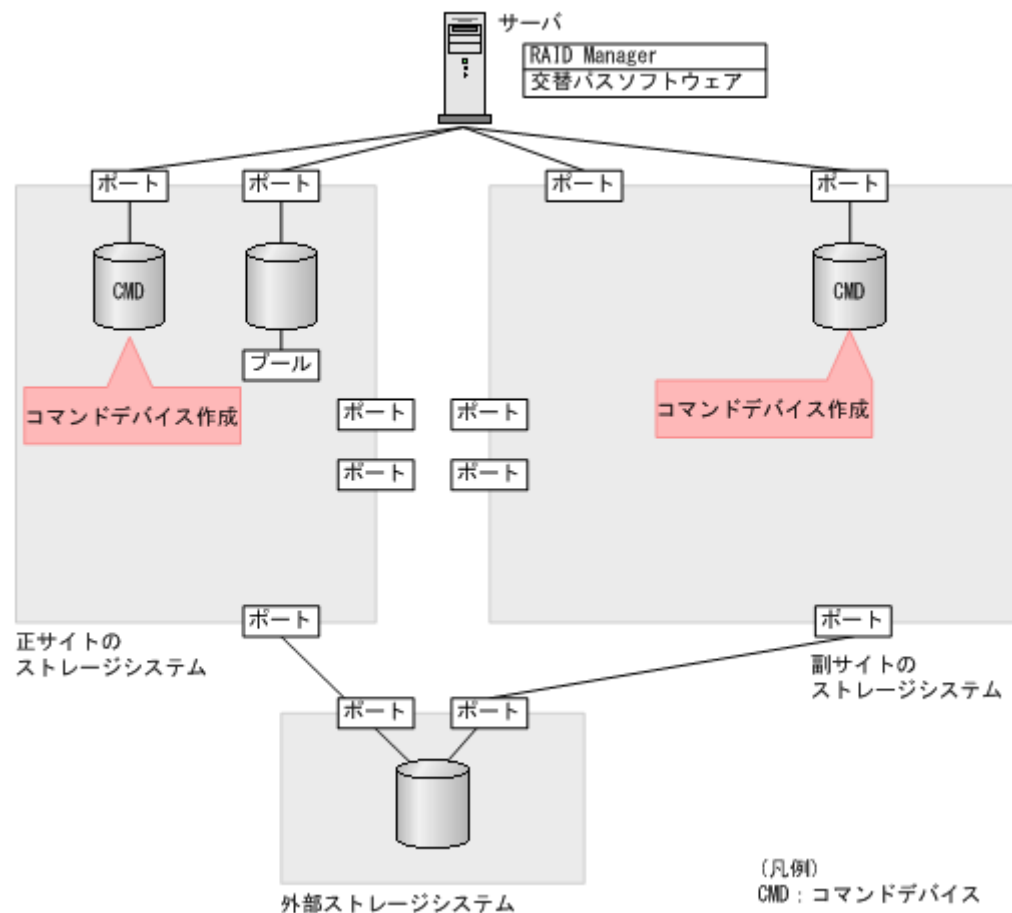 サーバ
RAID Manager
交替パスソフトウェア
ポート
ポート
ポート
ポート
CMD
CMD
プール
コマンドデバイス作成
コマンドデバイス作成
ポート
ポート
ポート
ポート
ポート
ポート
正サイトの
ストレージシステム
副サイトの
ストレージシステム
ポート
ポート
外部ストレージシステム
(凡例)
CMD:コマンドデバイス